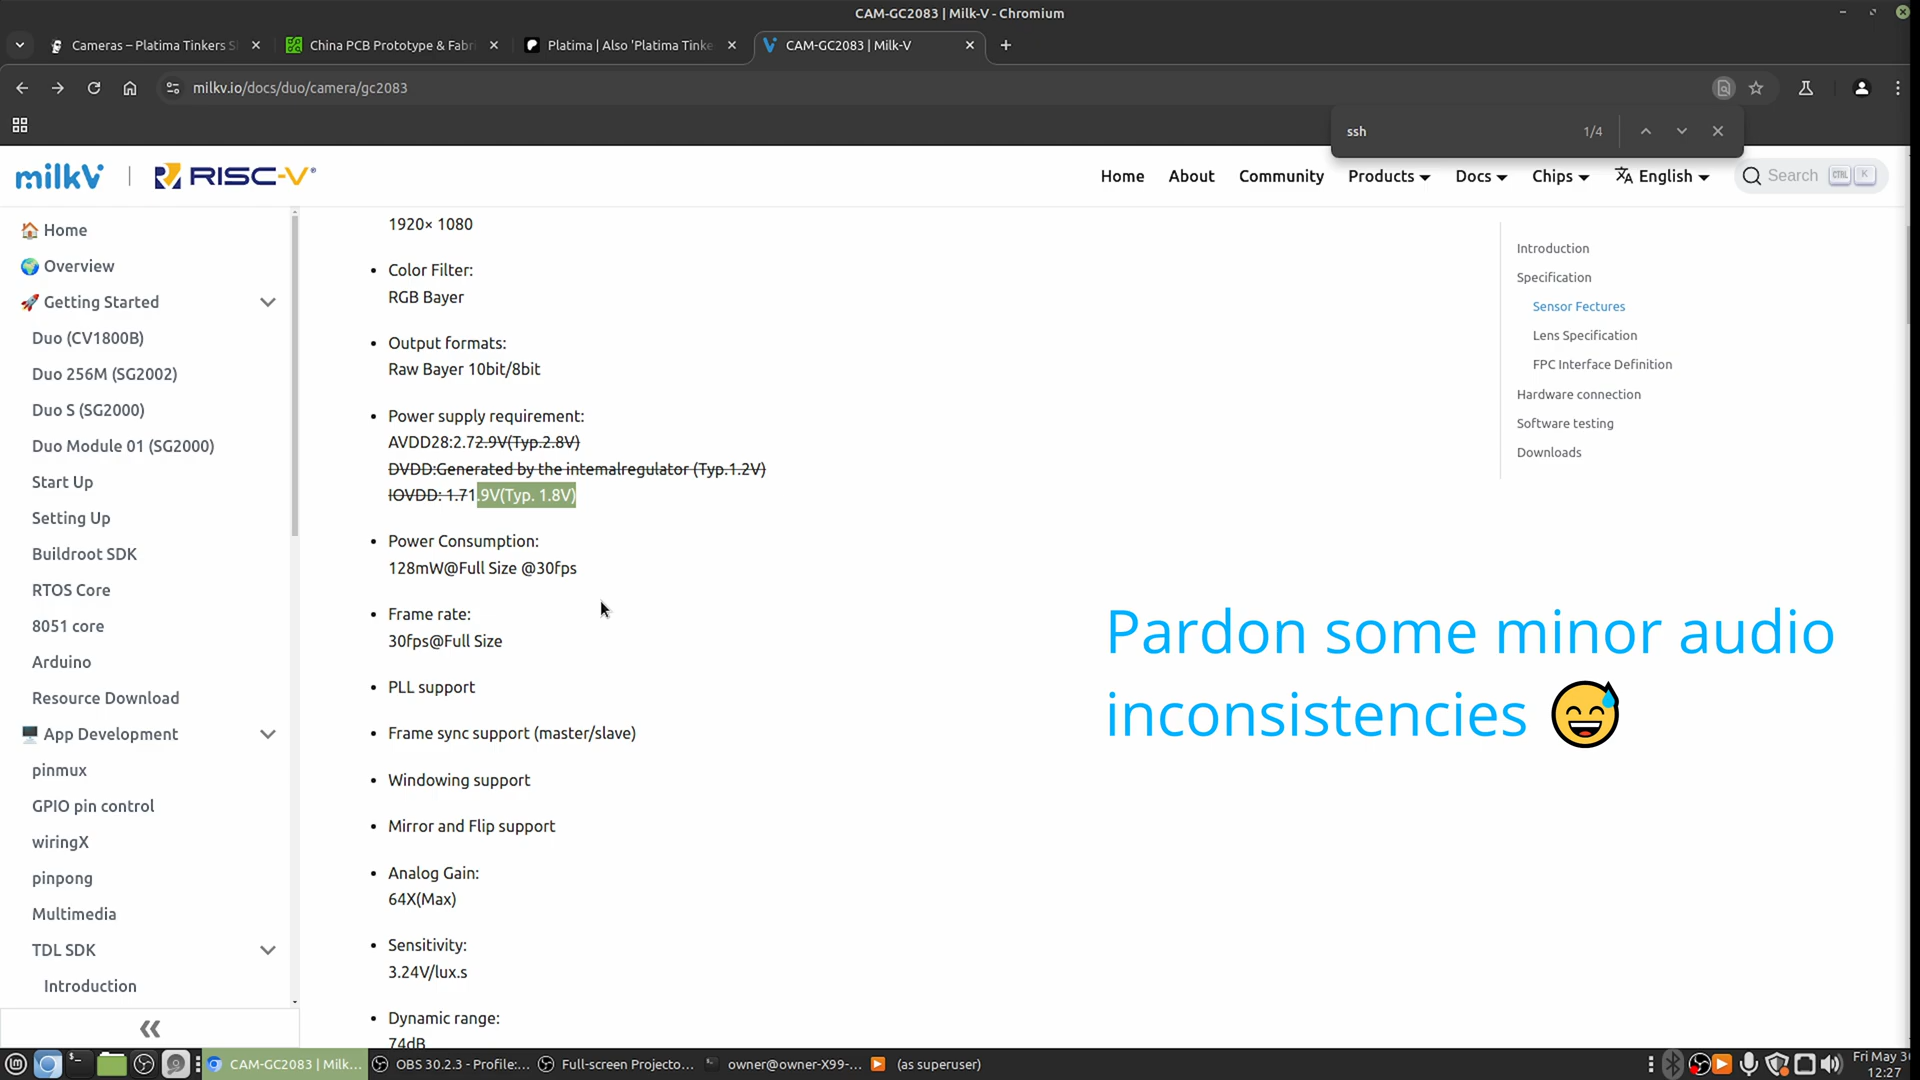 CAM-GC2083 | Milk-V - Chromium
Cameras – Platima Tinkers S
China PCB Prototype & Fabri
Platima | Also 'Platima Tinke
CAM-GC2083 | Milk-V
milkv.io/docs/duo/camera/gc2083
ssh
1/4
milkV
RISC-V
Home
About
Community
Products
Docs
Chips
English
Search
CTRL
K
🏠 Home
🌍 Overview
🚀 Getting Started
Duo (CV1800B)
Duo 256M (SG2002)
Duo S (SG2000)
Duo Module 01 (SG2000)
Start Up
Setting Up
Buildroot SDK
RTOS Core
8051 core
Arduino
Resource Download
🖥️ App Development
pinmux
GPIO pin control
wiringX
pinpong
Multimedia
TDL SDK
Introduction
1920× 1080
• Color Filter:
RGB Bayer
• Output formats:
Raw Bayer 10bit/8bit
• Power supply requirement:
AVDD28:2.72.9V(Typ.2.8V)
DVDD:Generated by the intemalregulator (Typ.1.2V)
IOVDD: 1.71.9V(Typ. 1.8V)
• Power Consumption:
128mW@Full Size @30fps
• Frame rate:
30fps@Full Size
• PLL support
• Frame sync support (master/slave)
• Windowing support
• Mirror and Flip support
• Analog Gain:
64X(Max)
• Sensitivity:
3.24V/lux.s
• Dynamic range:
74dB
Introduction
Specification
Sensor Fectures
Lens Specification
FPC Interface Definition
Hardware connection
Software testing
Downloads
Pardon some minor audio
inconsistencies 😅
CAM-GC2083 | Milk...
OBS 30.2.3 - Profile:...
Full-screen Projecto...
owner@owner-X99-...
(as superuser)
Fri May 3
12:27